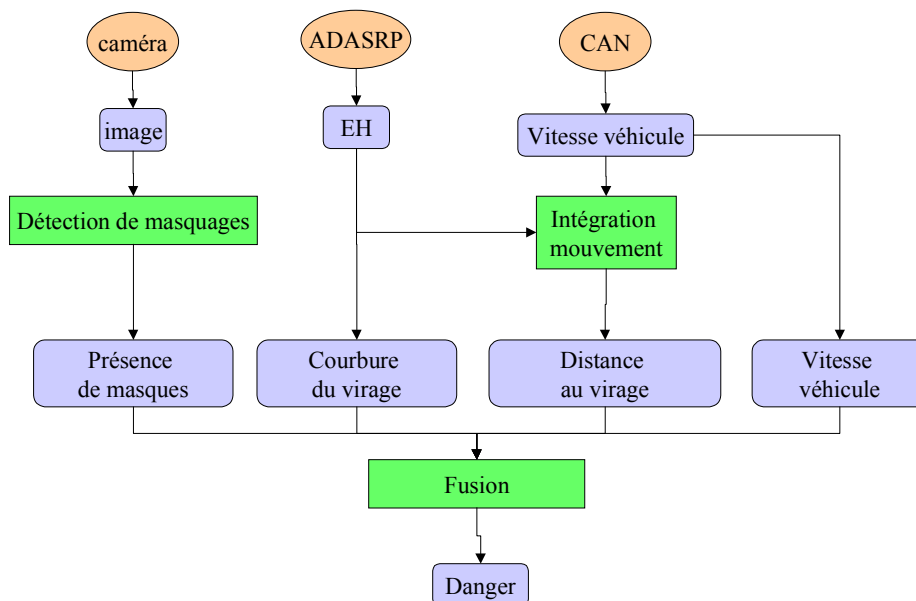 caméra
ADASRP
CAN
image
EH
Vitesse véhicule
Détection de masquages
Intégration
mouvement
Présence
de masques
Courbure
du virage
Distance
au virage
Vitesse
véhicule
Fusion
Danger